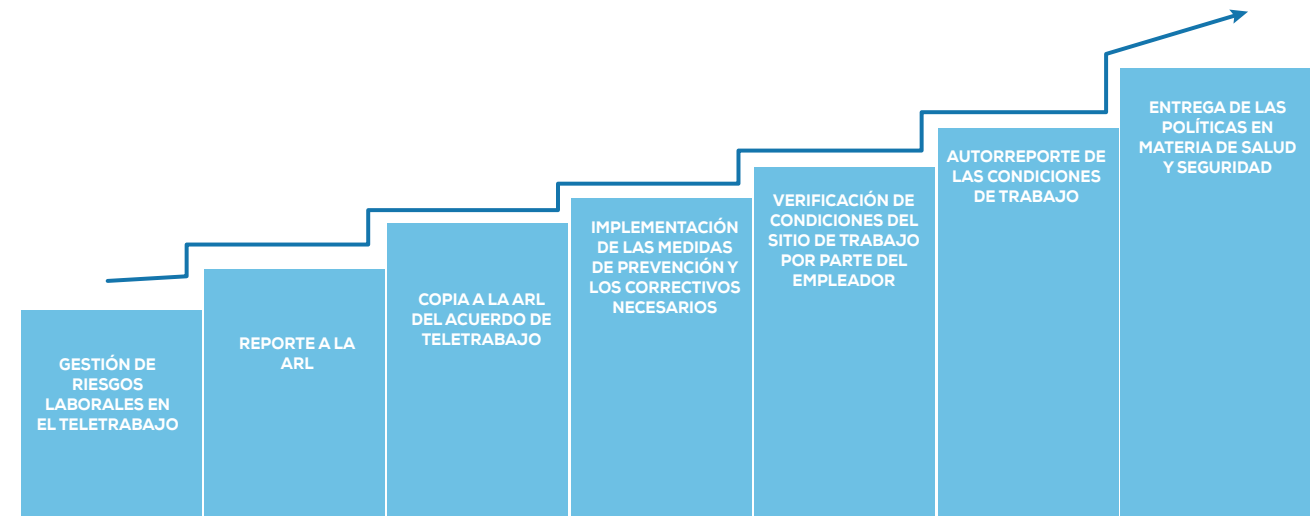 GESTIÓN DE
RIESGOS
LABORALES EN
EL TELETRABAJO
REPORTE A LA
ARL
COPIA A LA ARL
DEL ACUERDO DE
TELETRABAJO
IMPLEMENTACIÓN
DE LAS MEDIDAS
DE PREVENCIÓN Y
LOS CORRECTIVOS
NECESARIOS
VERIFICACIÓN DE
CONDICIONES DEL
SITIO DE TRABAJO
POR PARTE DEL
EMPLEADOR
AUTORREPORTE DE
LAS CONDICIONES
DE TRABAJO
ENTREGA DE LAS
POLÍTICAS EN
MATERIA DE SALUD
Y SEGURIDAD